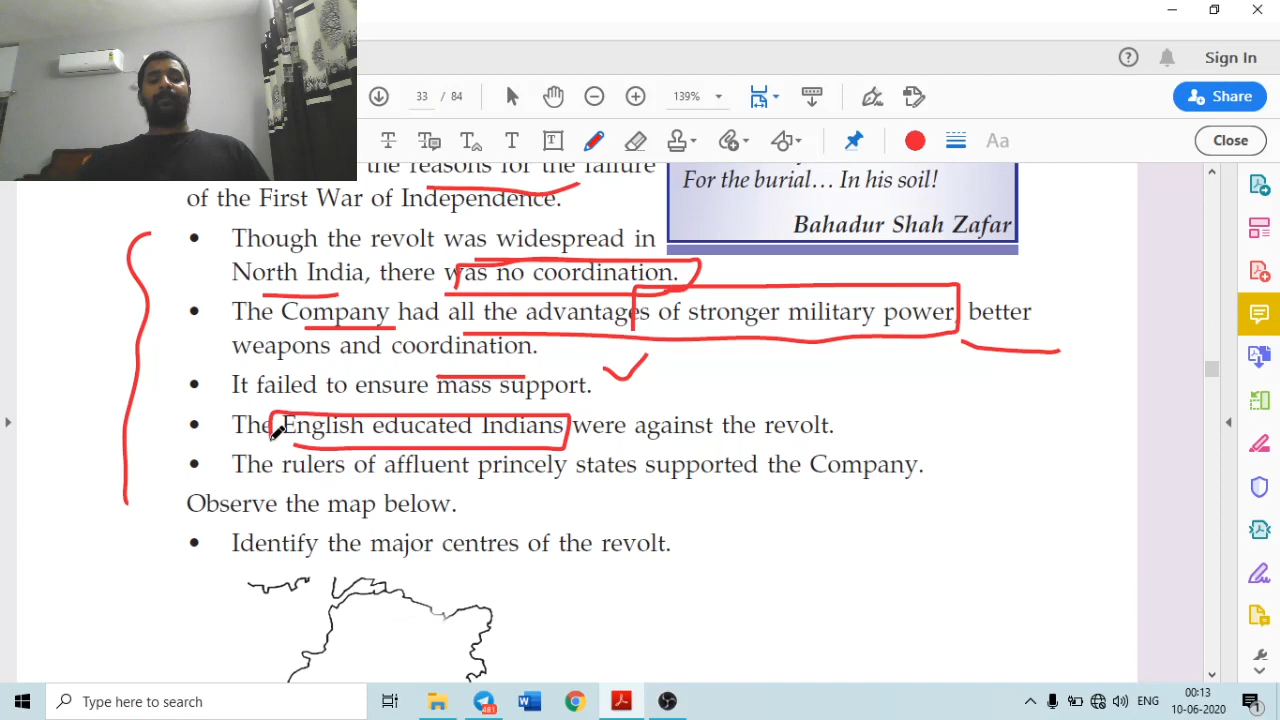 Sign In
33 / 84
139%
Share
Close
Aa
the reasons for the failure
of the First War of Independence.
For the burial... In his soil!
Bahadur Shah Zafar
• Though the revolt was widespread in
North India, there was no coordination.
• The Company had all the advantages of stronger military power, better
weapons and coordination.
• It failed to ensure mass support.
• The English educated Indians were against the revolt.
• The rulers of affluent princely states supported the Company.
Observe the map below.
• Identify the major centres of the revolt.
Type here to search
481
ENG
00:13
10-06-2020
1